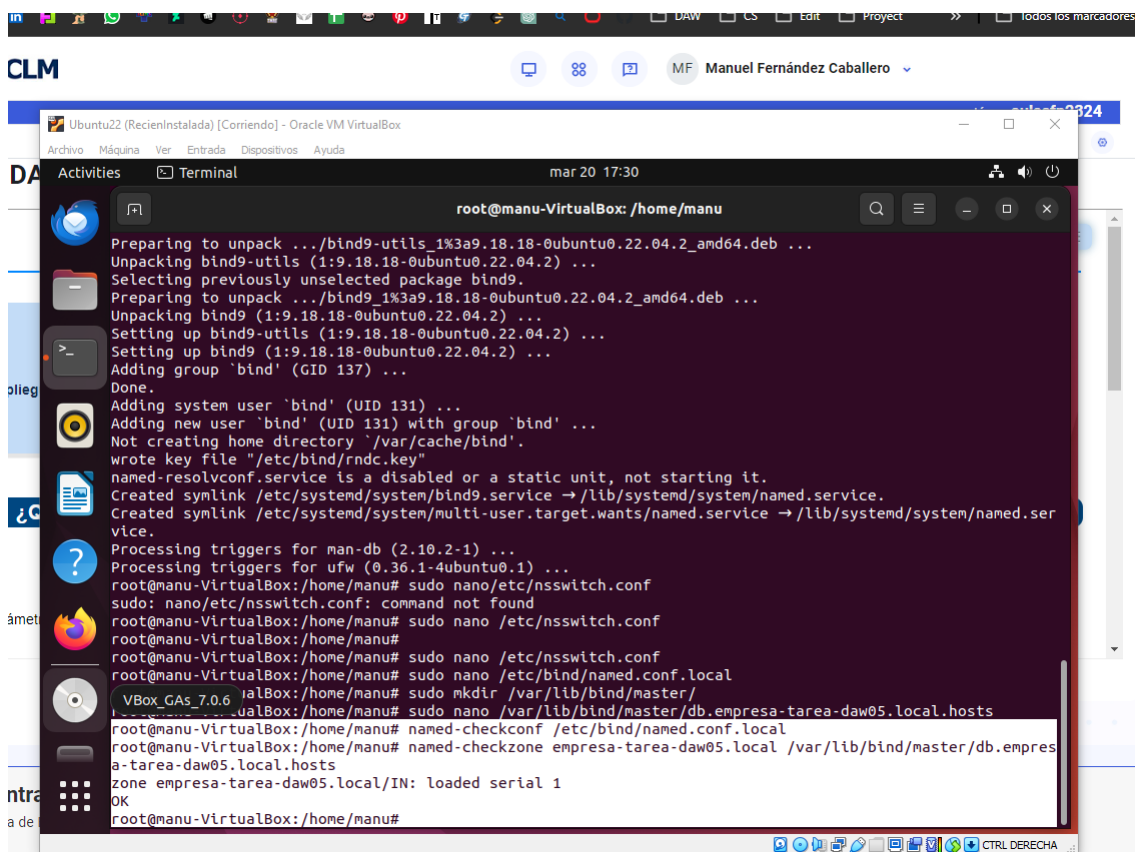 in
DAW
CS
Edit
Proyect
»
Todos los marcadores
CLM
MF Manuel Fernández Caballero
Ubuntu22 (RecienInstalada) [Corriendo] - Oracle VM VirtualBox
Archivo Máquina Ver Entrada Dispositivos Ayuda
DA
Activities
Terminal
mar 20 17:30
root@manu-VirtualBox: /home/manu
Preparing to unpack .../bind9-utils_1%3a9.18.18-0ubuntu0.22.04.2_amd64.deb ...
Unpacking bind9-utils (1:9.18.18-0ubuntu0.22.04.2) ...
Selecting previously unselected package bind9.
Preparing to unpack .../bind9_1%3a9.18.18-0ubuntu0.22.04.2_amd64.deb ...
Unpacking bind9 (1:9.18.18-0ubuntu0.22.04.2) ...
Setting up bind9-utils (1:9.18.18-0ubuntu0.22.04.2) ...
Setting up bind9 (1:9.18.18-0ubuntu0.22.04.2) ...
Adding group `bind' (GID 137) ...
Done.
Adding system user `bind' (UID 131) ...
Adding new user `bind' (UID 131) with group `bind' ...
Not creating home directory `/var/cache/bind'.
wrote key file "/etc/bind/rndc.key"
named-resolvconf.service is a disabled or a static unit, not starting it.
Created symlink /etc/systemd/system/bind9.service → /lib/systemd/system/named.service.
Created symlink /etc/systemd/system/multi-user.target.wants/named.service → /lib/systemd/system/named.ser
vice.
Processing triggers for man-db (2.10.2-1) ...
Processing triggers for ufw (0.36.1-4ubuntu0.1) ...
root@manu-VirtualBox:/home/manu# sudo nano/etc/nsswitch.conf
sudo: nano/etc/nsswitch.conf: command not found
root@manu-VirtualBox:/home/manu# sudo nano /etc/nsswitch.conf
root@manu-VirtualBox:/home/manu#
root@manu-VirtualBox:/home/manu# sudo nano /etc/nsswitch.conf
root@manu-VirtualBox:/home/manu# sudo nano /etc/bind/named.conf.local
VBox_GAs_7.0.6
ualBox:/home/manu# sudo mkdir /var/lib/bind/master/
root@manu-VirtualBox:/home/manu# sudo nano /var/lib/bind/master/db.empresa-tarea-daw05.local.hosts
root@manu-VirtualBox:/home/manu# named-checkconf /etc/bind/named.conf.local
root@manu-VirtualBox:/home/manu# named-checkzone empresa-tarea-daw05.local /var/lib/bind/master/db.empres
a-tarea-daw05.local.hosts
zone empresa-tarea-daw05.local/IN: loaded serial 1
OK
root@manu-VirtualBox:/home/manu#
plieg
¿Q
ámet
ntra
a de
CTRL DERECHA